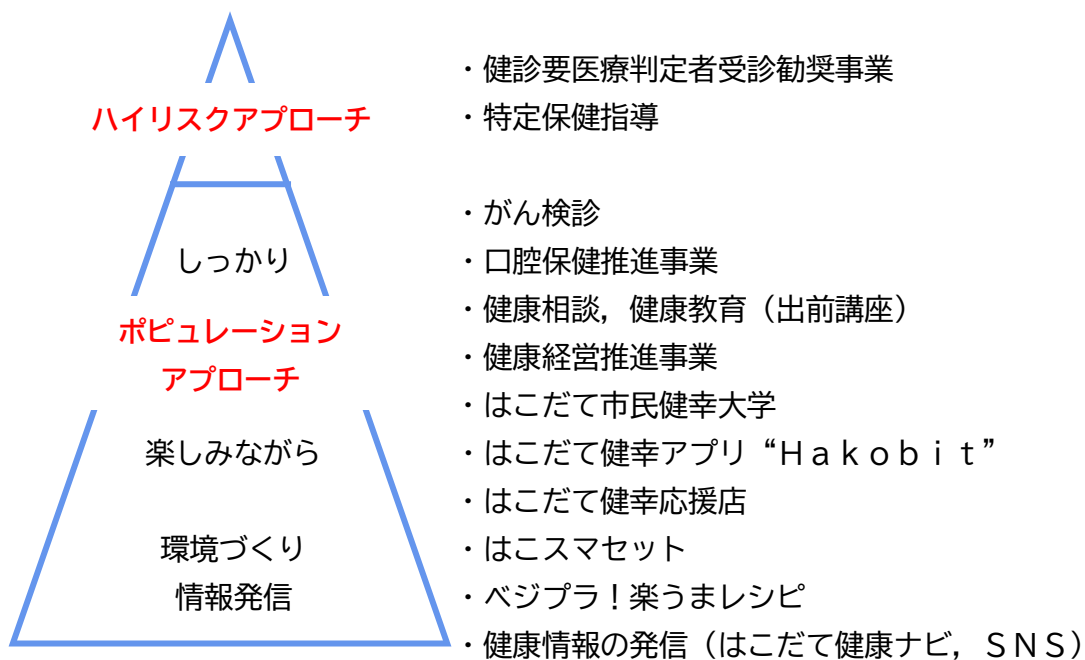 ・健診要医療判定者受診勧奨事業
ハイリスクアプローチ
・特定保健指導
・がん検診
しっかり
・口腔保健推進事業
・健康相談，健康教育（出前講座）
ポピュレーション
アプローチ
・健康経営推進事業
・はこだて市民健幸大学
楽しみながら
・はこだて健幸アプリ“Ｈａｋｏｂｉｔ”
・はこだて健幸応援店
環境づくり
・はこスマセット
情報発信
・ベジプラ！楽うまレシピ
・健康情報の発信（はこだて健康ナビ，ＳＮＳ）